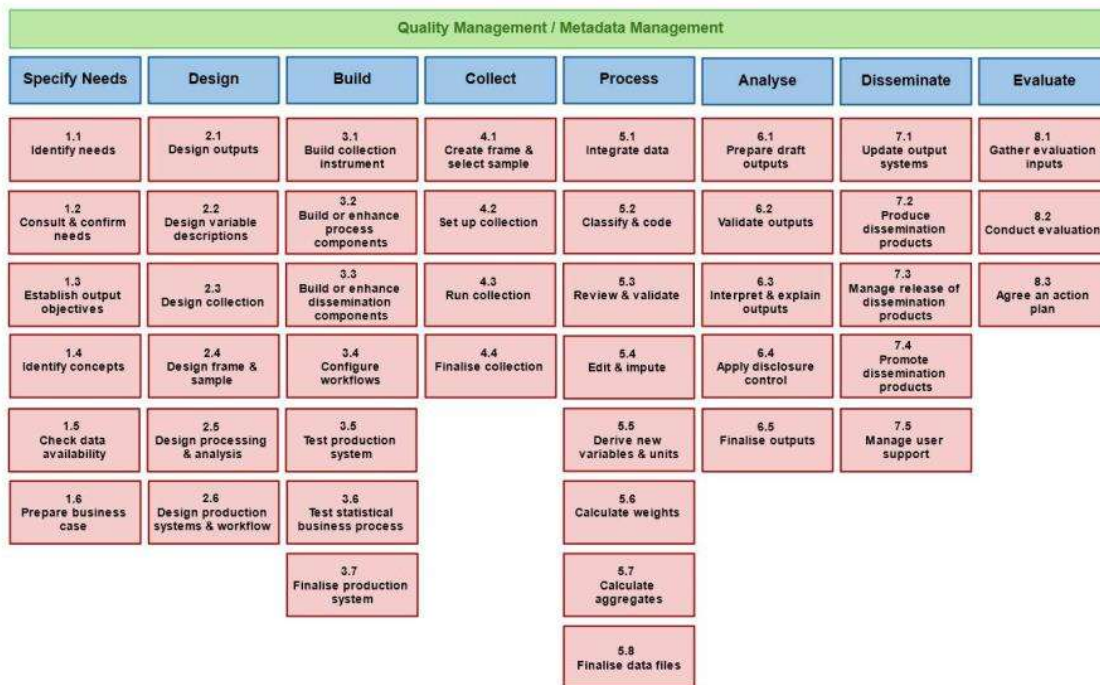 Quality Management / Metadata Management
Specify Needs
Design
Build
Collect
Process
Analyse
Disseminate
Evaluate
1.1
Identify needs
2.1
Design outputs
3.1
Build collection
instrument
4.1
Create frame &
select sample
5.1
Integrate data
6.1
Prepare draft
outputs
7.1
Update output
systems
8.1
Gather evaluation
inputs
1.2
Consult & confirm
needs
2.2
Design variable
descriptions
3.2
Build or enhance
process
components
4.2
Set up collection
5.2
Classify & code
6.2
Validate outputs
7.2
Produce
dissemination
products
8.2
Conduct evaluation
1.3
Establish output
objectives
2.3
Design collection
3.3
Build or enhance
dissemination
components
4.3
Run collection
5.3
Review & validate
6.3
Interpret & explain
outputs
7.3
Manage release of
dissemination
products
8.3
Agree an action
plan
1.4
Identify concepts
2.4
Design frame &
sample
3.4
Configure
workflows
4.4
Finalise collection
5.4
Edit & impute
6.4
Apply disclosure
control
7.4
Promote
dissemination
products
1.5
Check data
availability
2.5
Design processing
& analysis
3.5
Test production
system
5.5
Derive new
variables & units
6.5
Finalise outputs
7.5
Manage user
support
1.6
Prepare business
case
2.6
Design production
systems & workflow
3.6
Test statistical
business process
5.6
Calculate weights
3.7
Finalise production
system
5.7
Calculate
aggregates
5.8
Finalise data files